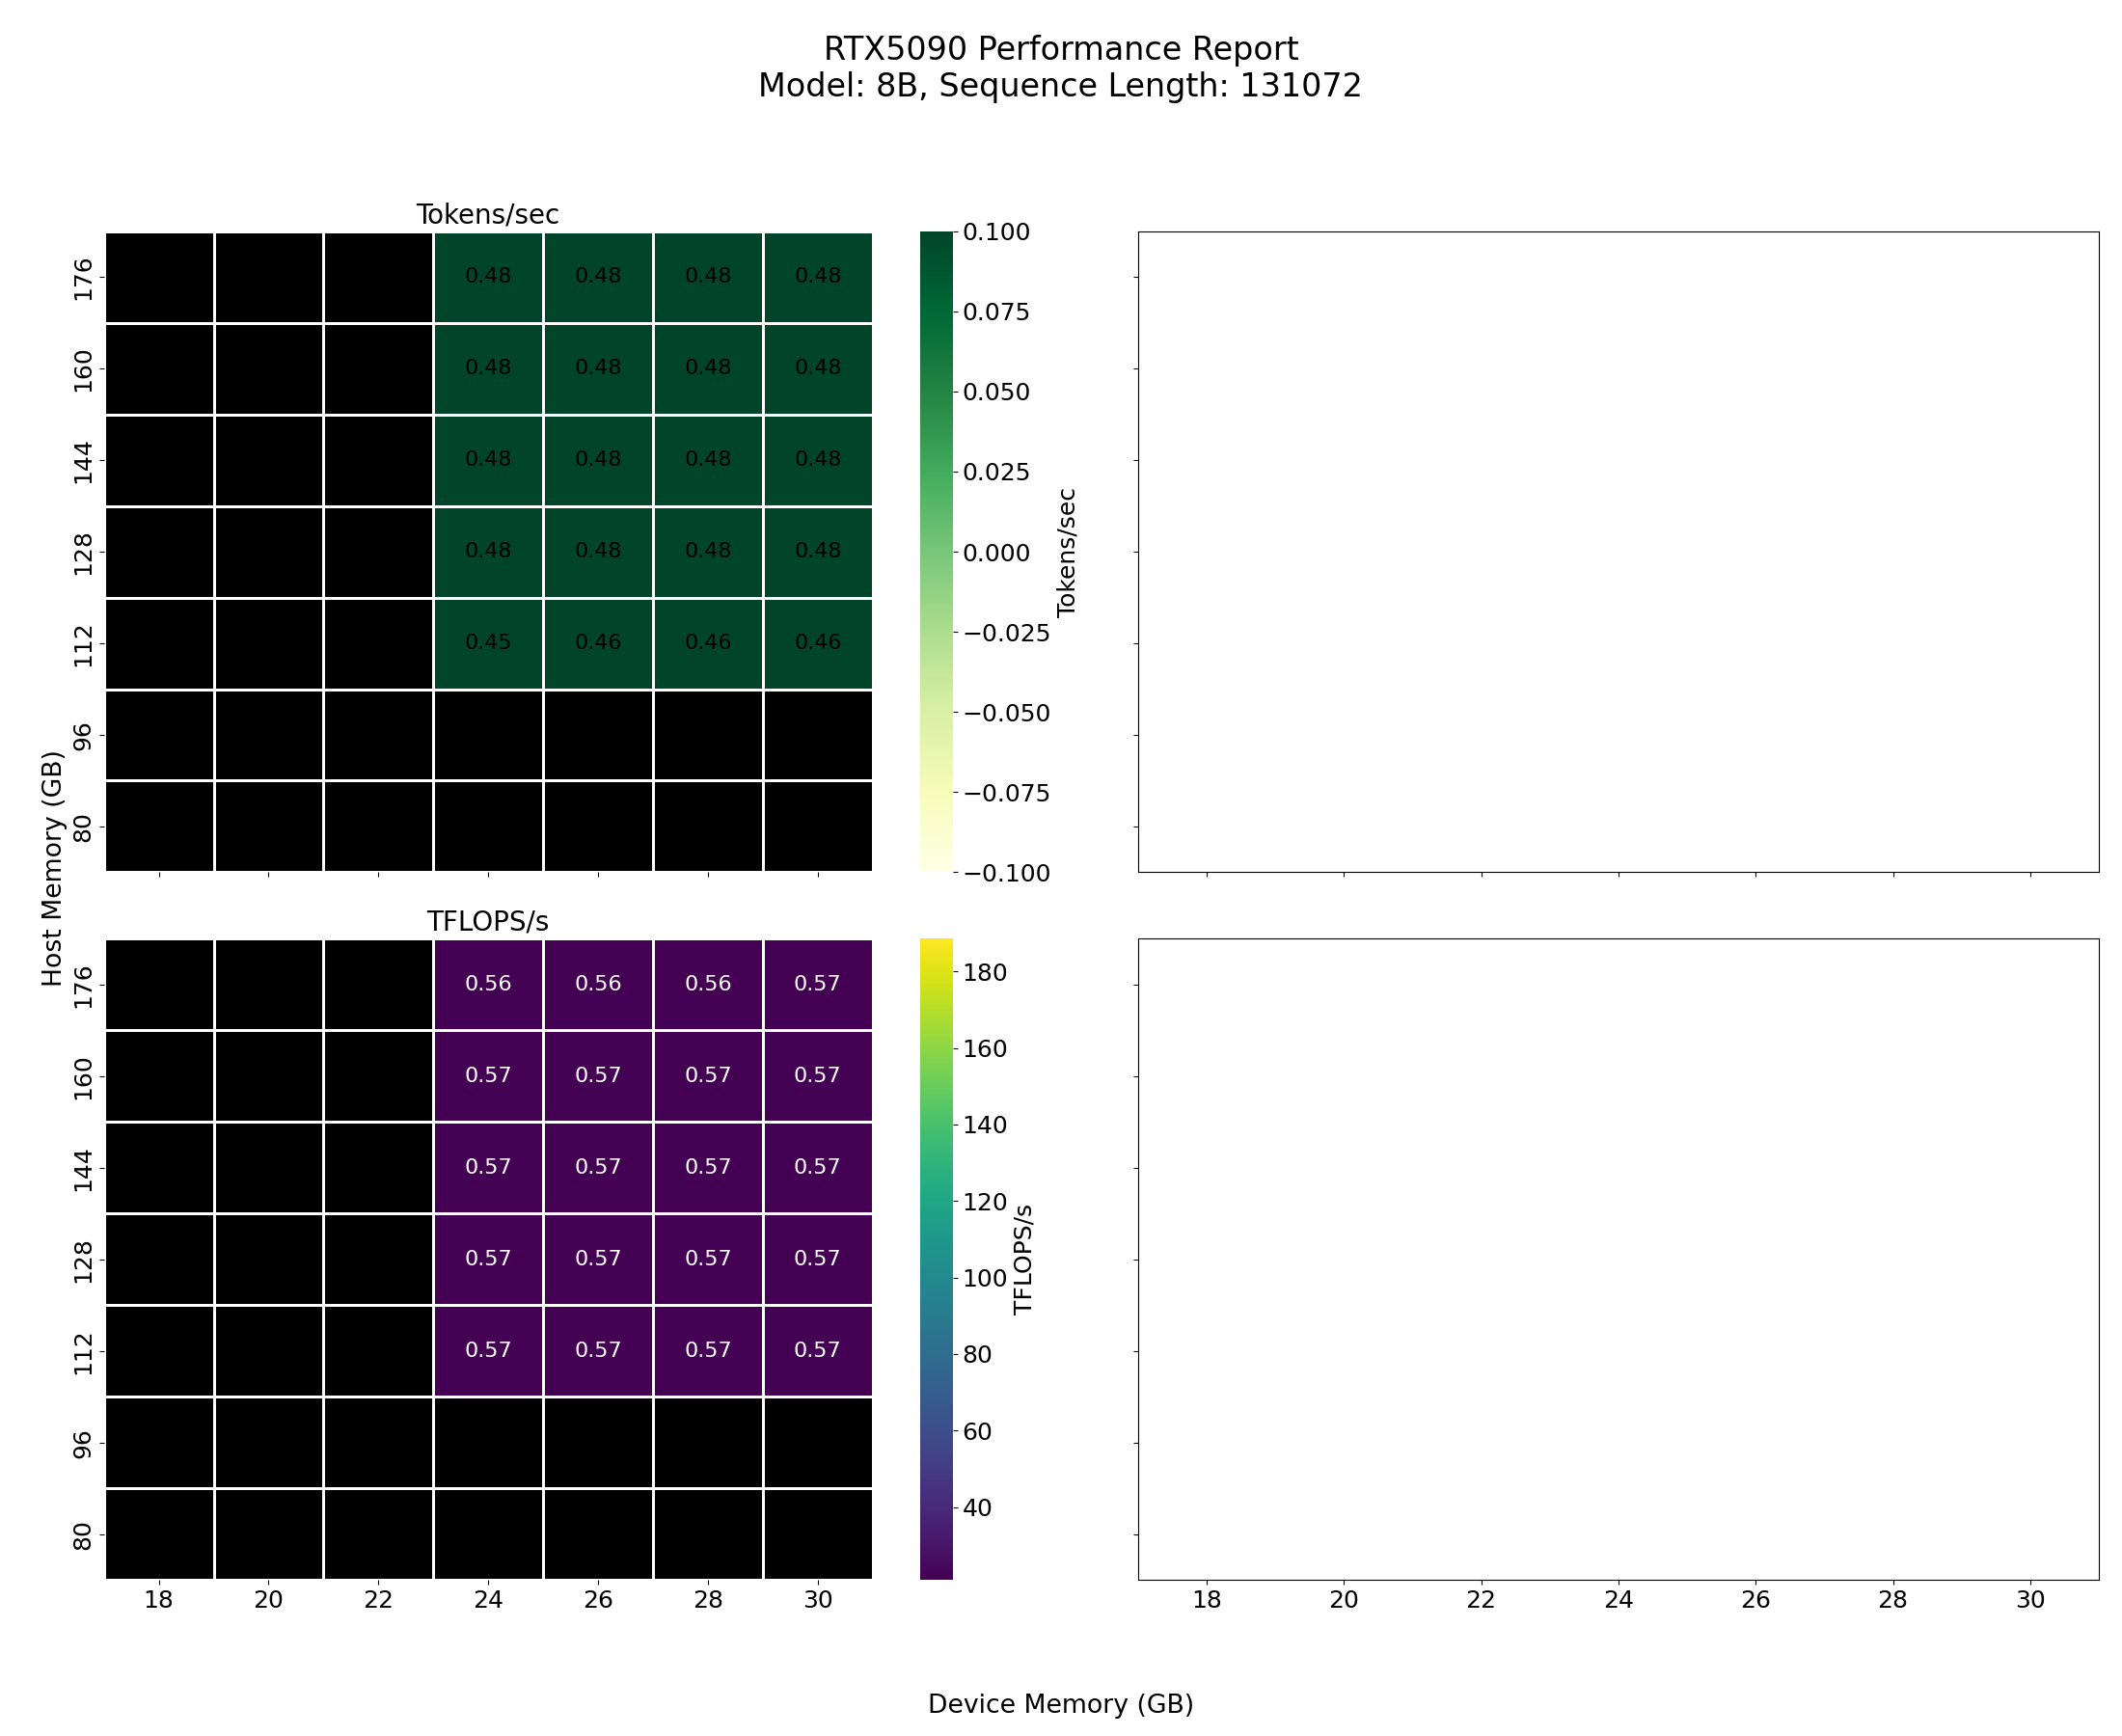 RTX5090 Performance Report
Model: 8B, Sequence Length: 131072
Tokens/sec
176 0.48 0.48 0.48 0.48
160 0.48 0.48 0.48 0.48
144 0.48 0.48 0.48 0.48
128 0.48 0.48 0.48 0.48
112 0.45 0.46 0.46 0.46
96
80
0.100
0.075
0.050
0.025
0.000
−0.025
−0.050
−0.075
−0.100
Tokens/sec
Host Memory (GB)
TFLOPS/s
176 0.56 0.56 0.56 0.57
160 0.57 0.57 0.57 0.57
144 0.57 0.57 0.57 0.57
128 0.57 0.57 0.57 0.57
112 0.57 0.57 0.57 0.57
96
80
18 20 22 24 26 28 30
180
160
140
120
100
80
60
40
TFLOPS/s
18 20 22 24 26 28 30
Device Memory (GB)